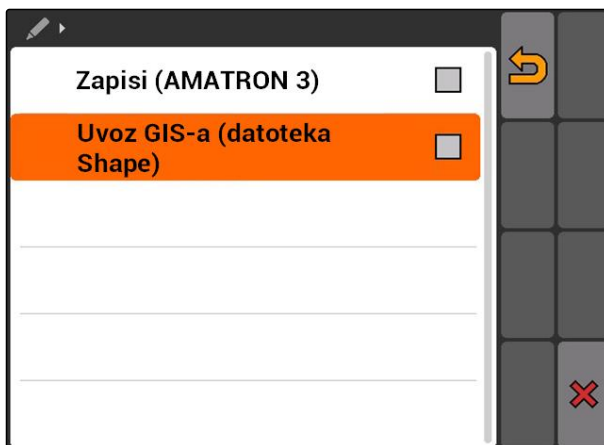 Zapisi (AMATRON 3)
Uvoz GIS-a (datoteka
Shape)